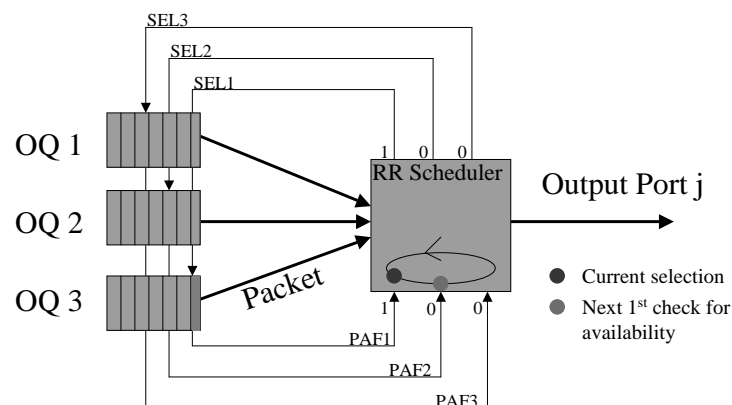 SEL3
SEL2
SEL1
OQ 1
1 0 0
RR Scheduler
Output Port j
OQ 2
OQ 3
Packet
Current selection
Next 1st check for
availability
1 0 0
PAF1
PAF2
PAF3